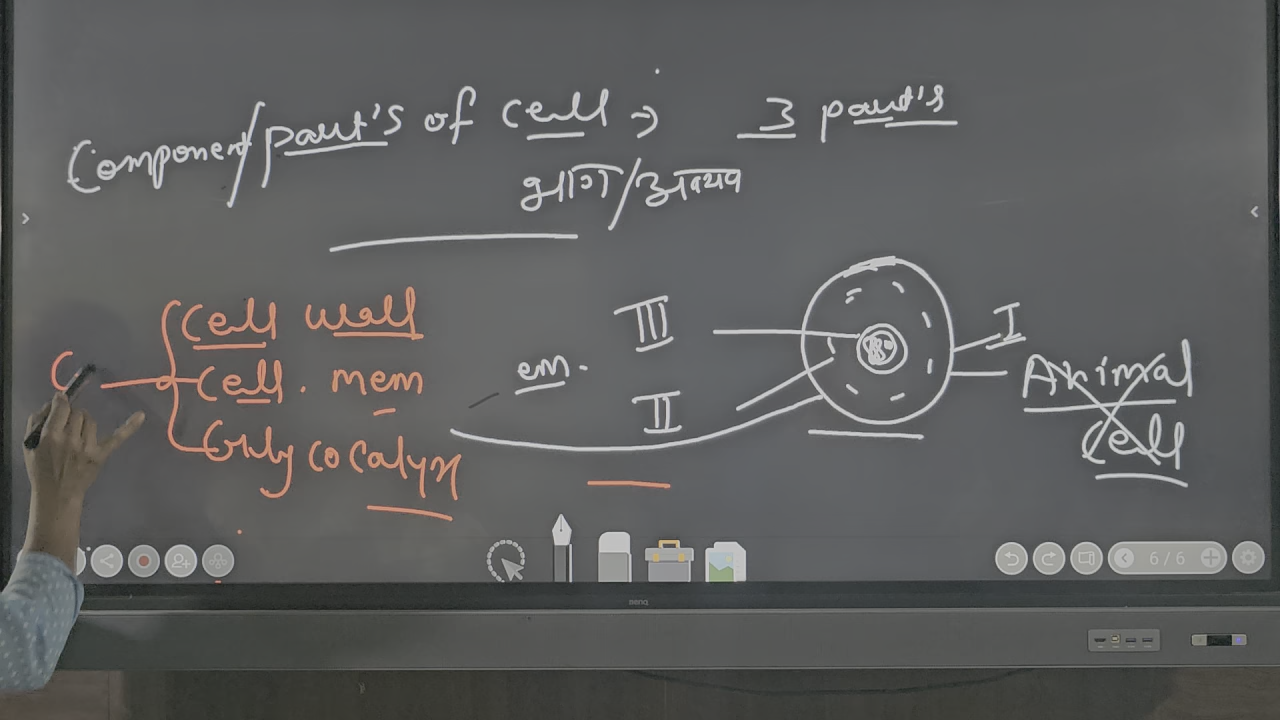 Component/part's of cell → 3 part's
भाग/अवयव
Cell wall
Cell. mem
Glycocalyx
C
em.
III
II
I
Animal
Cell
6/6
BenQ